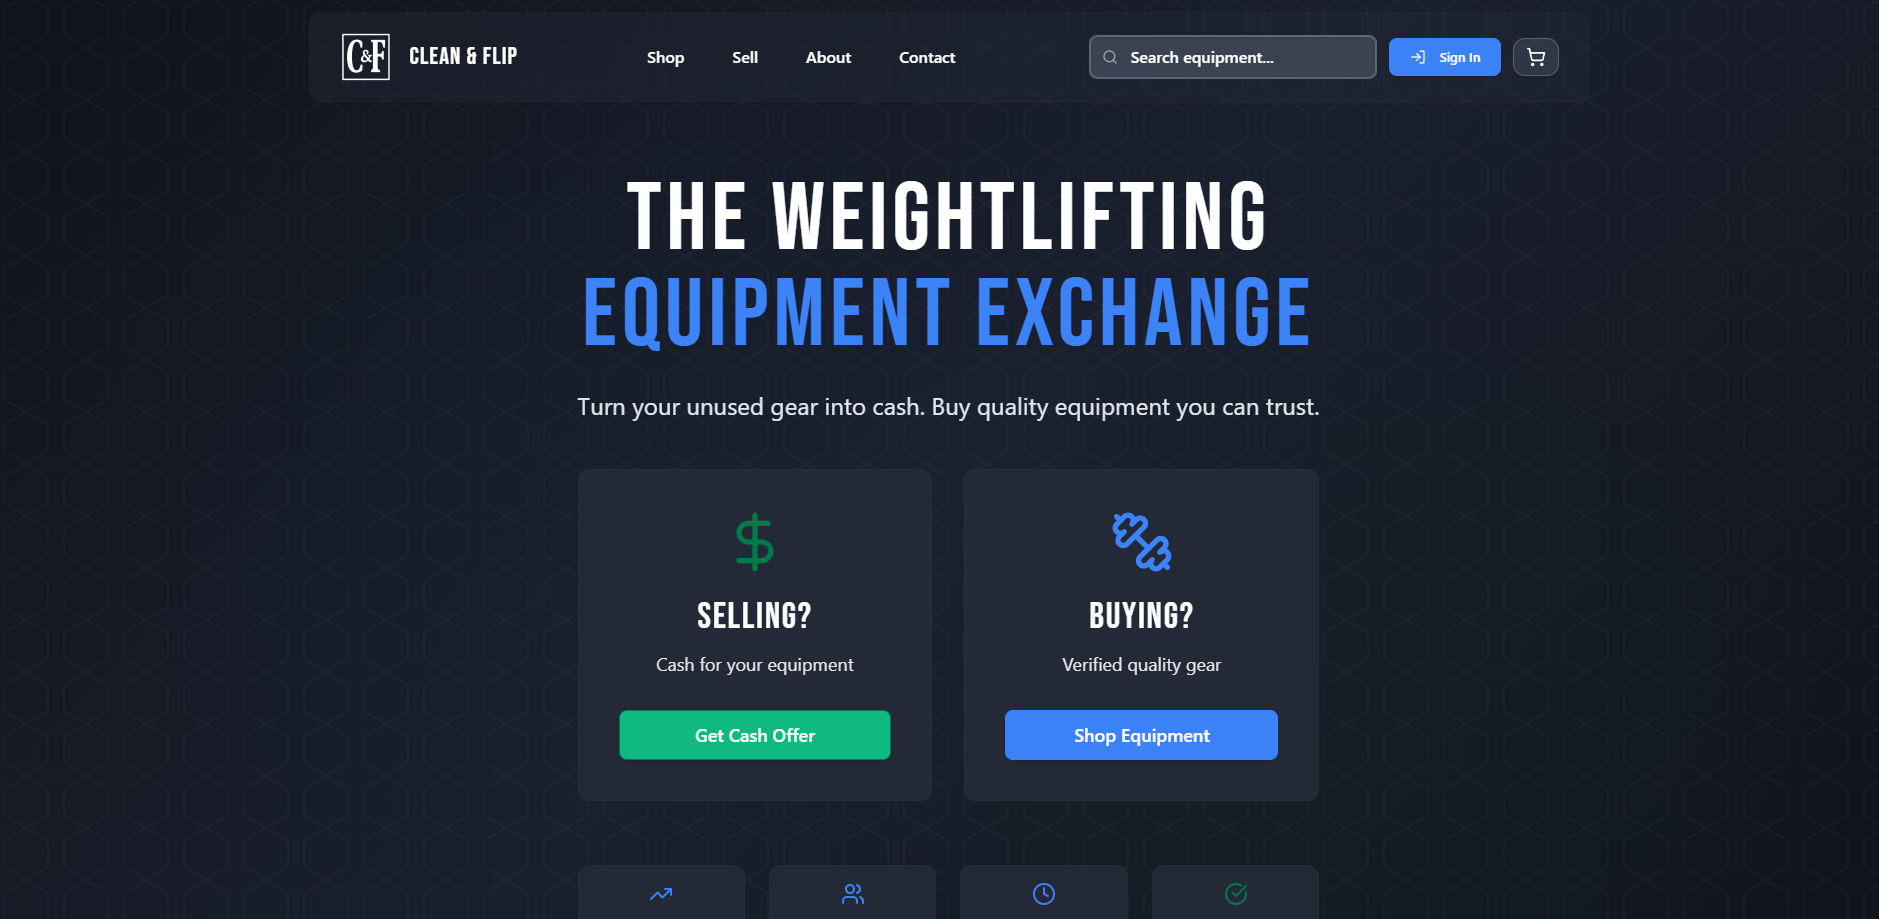 C&F
CLEAN & FLIP
Shop
Sell
About
Contact
Search equipment...
Sign In
THE WEIGHTLIFTING
EQUIPMENT EXCHANGE
Turn your unused gear into cash. Buy quality equipment you can trust.
SELLING?
Cash for your equipment
Get Cash Offer
BUYING?
Verified quality gear
Shop Equipment